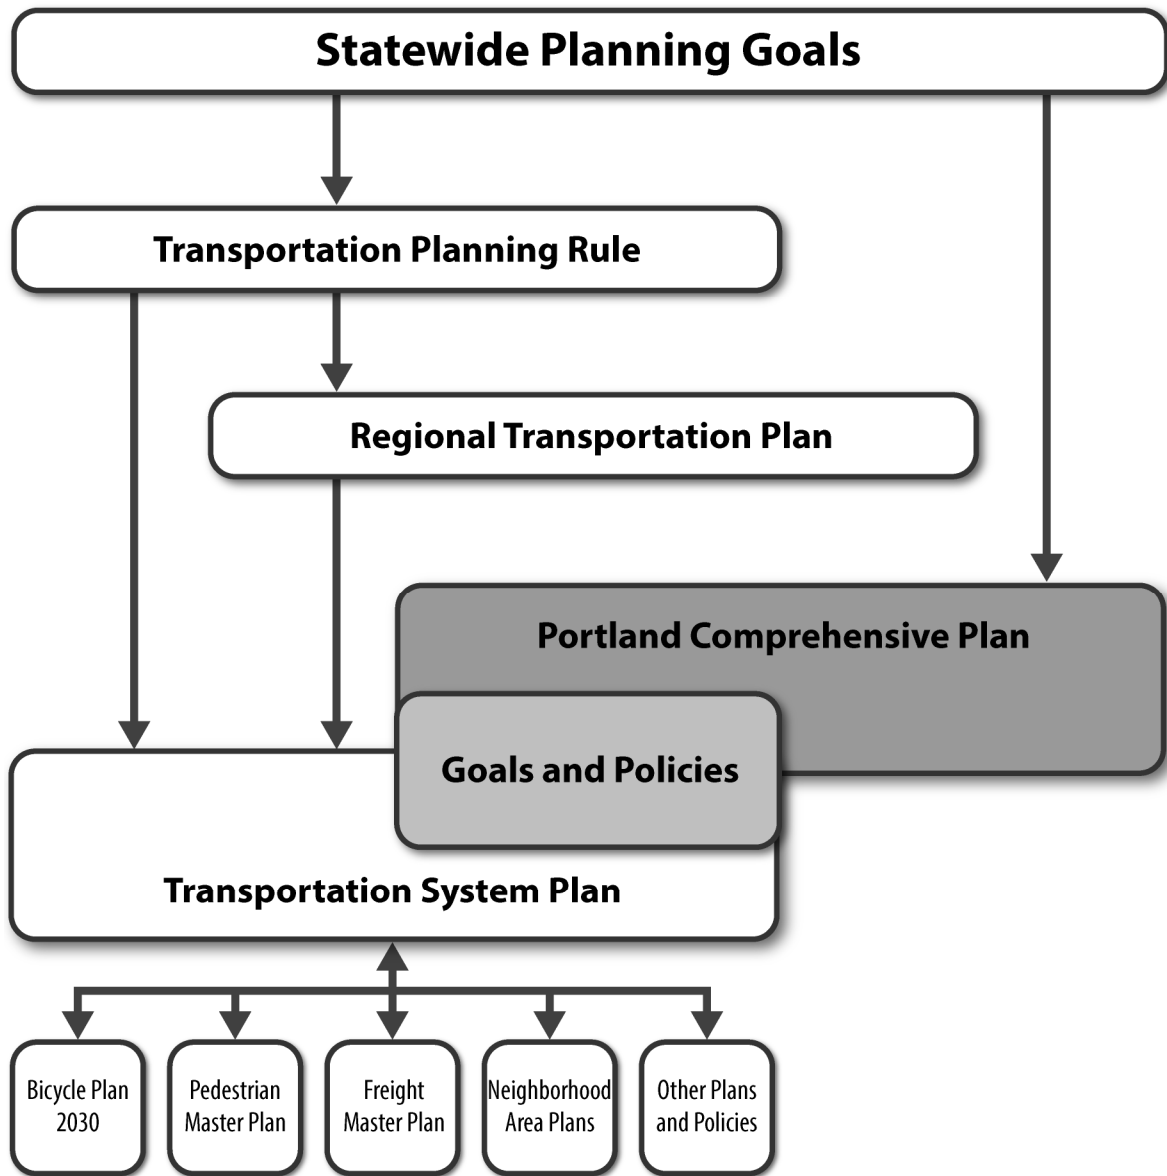 Statewide Planning Goals
Transportation Planning Rule
Regional Transportation Plan
Portland Comprehensive Plan
Goals and Policies
Transportation System Plan
Bicycle Plan
2030
Pedestrian
Master Plan
Freight
Master Plan
Neighborhood
Area Plans
Other Plans
and Policies